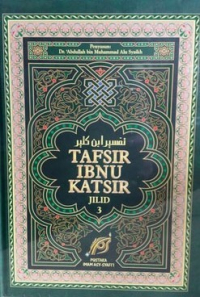 Penyusun:
Dr. 'Abdullah bin Muhammad Alu Syaikh
تفسير ابن كثير
TAFSIR
IBNU
KATSIR
JILID
3
PUSTAKA
IMAM ASY-SYAFI'I